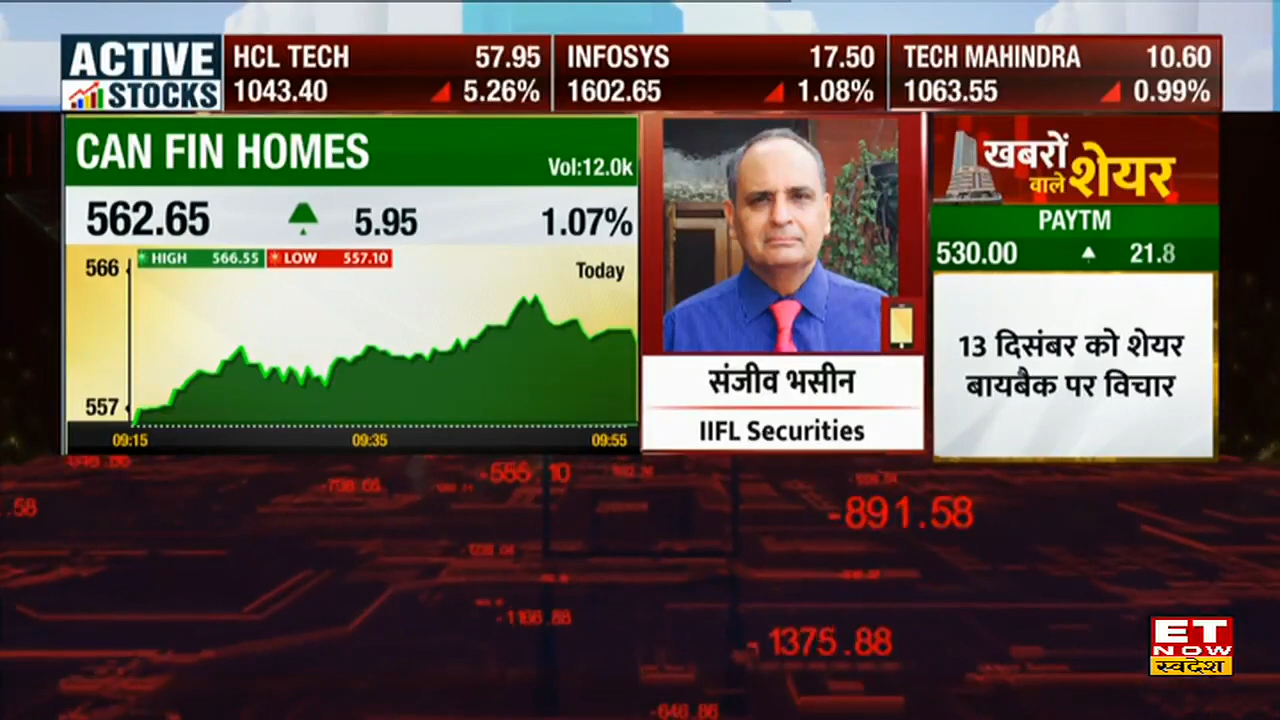 ACTIVE
STOCKS
HCL TECH 57.95
1043.40 5.26%
INFOSYS 17.50
1602.65 1.08%
TECH MAHINDRA 10.60
1063.55 0.99%
CAN FIN HOMES
Vol:12.0k
562.65 5.95 1.07%
HIGH 566.55 LOW 557.10
Today
566
557
09:15 09:35 09:55
संजीव भसीन
IIFL Securities
खबरों
वाले शेयर
PAYTM
530.00 21.8
13 दिसंबर को शेयर
बायबैक पर विचार
-555.10
-891.58
-1375.88
ET
NOW
स्वदेश